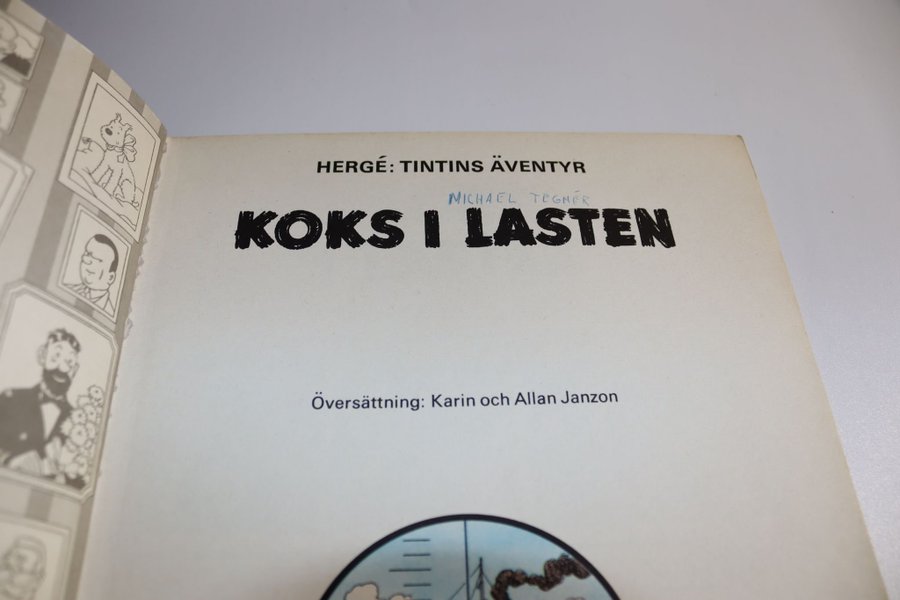 HERGÉ: TINTINS ÄVENTYR
MICHAEL TEGNÉR
KOKS I LASTEN
Översättning: Karin och Allan Janzon